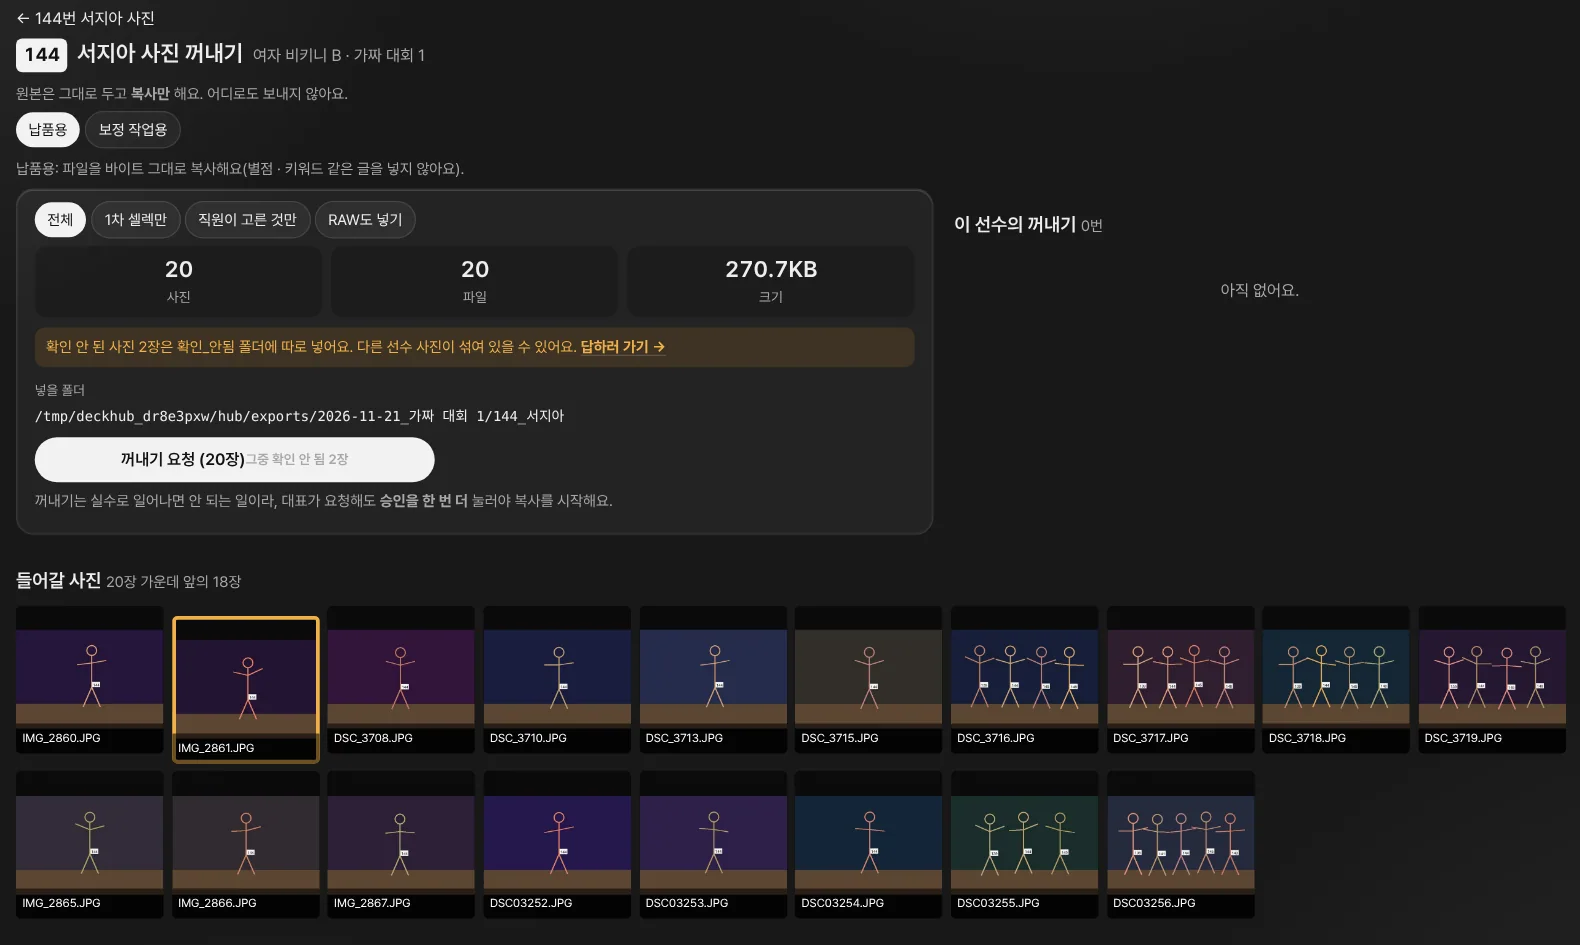 ← 144번 서지아 사진
144 서지아 사진 꺼내기 여자 비키니 B · 가짜 대회 1
원본은 그대로 두고 복사만 해요. 어디로도 보내지 않아요.
납품용 보정 작업용
납품용: 파일을 바이트 그대로 복사해요(별점 · 키워드 같은 글을 넣지 않아요).
전체 1차 셀렉만 직원이 고른 것만 RAW도 넣기
20 20 270.7KB
사진 파일 크기
확인 안 된 사진 2장은 확인_안됨 폴더에 따로 넣어요. 다른 선수 사진이 섞여 있을 수 있어요. 답하러 가기 →
넣을 폴더
/tmp/deckhub_dr8e3pxw/hub/exports/2026-11-21_가짜 대회 1/144_서지아
꺼내기 요청 (20장)그중 확인 안 됨 2장
꺼내기는 실수로 일어나면 안 되는 일이라, 대표가 요청해도 승인을 한 번 더 눌러야 복사를 시작해요.
이 선수의 꺼내기 0번
아직 없어요.
들어갈 사진 20장 가운데 앞의 18장
IMG_2860.JPG IMG_2861.JPG DSC_3708.JPG DSC_3710.JPG DSC_3713.JPG DSC_3715.JPG DSC_3716.JPG DSC_3717.JPG DSC_3718.JPG DSC_3719.JPG
IMG_2865.JPG IMG_2866.JPG IMG_2867.JPG DSC03252.JPG DSC03253.JPG DSC03254.JPG DSC03255.JPG DSC03256.JPG